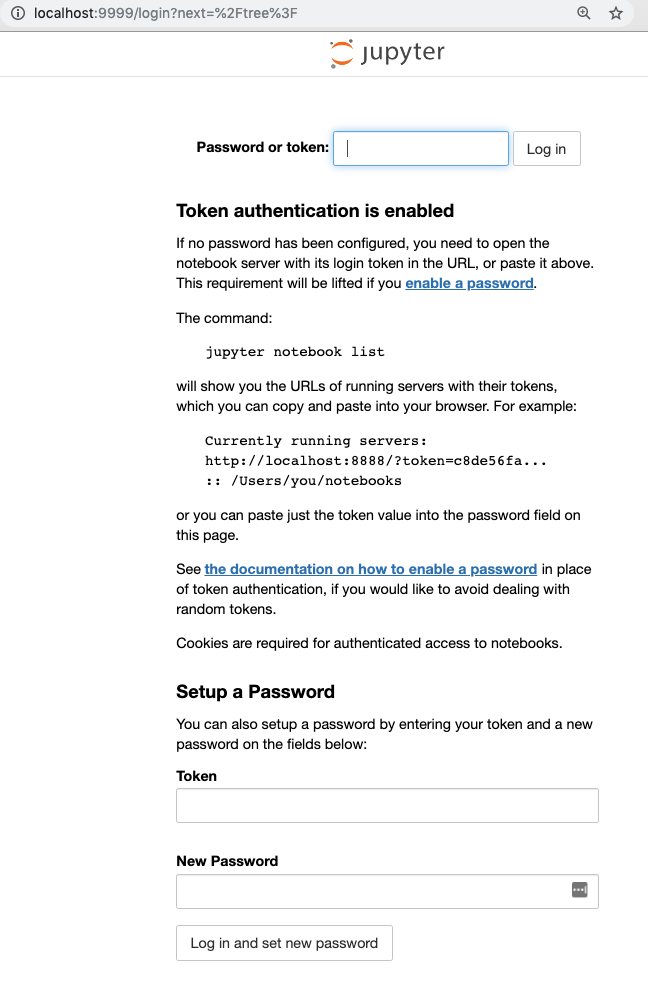 localhost:9999/login?next=%2Ftree%3F
jupyter
Password or token:
Log in
Token authentication is enabled
If no password has been configured, you need to open the
notebook server with its login token in the URL, or paste it above.
This requirement will be lifted if you enable a password.
The command:
jupyter notebook list
will show you the URLs of running servers with their tokens,
which you can copy and paste into your browser. For example:
Currently running servers:
http://localhost:8888/?token=c8de56fa...
:: /Users/you/notebooks
or you can paste just the token value into the password field on
this page.
See the documentation on how to enable a password in place
of token authentication, if you would like to avoid dealing with
random tokens.
Cookies are required for authenticated access to notebooks.
Setup a Password
You can also setup a password by entering your token and a new
password on the fields below:
Token
New Password
Log in and set new password